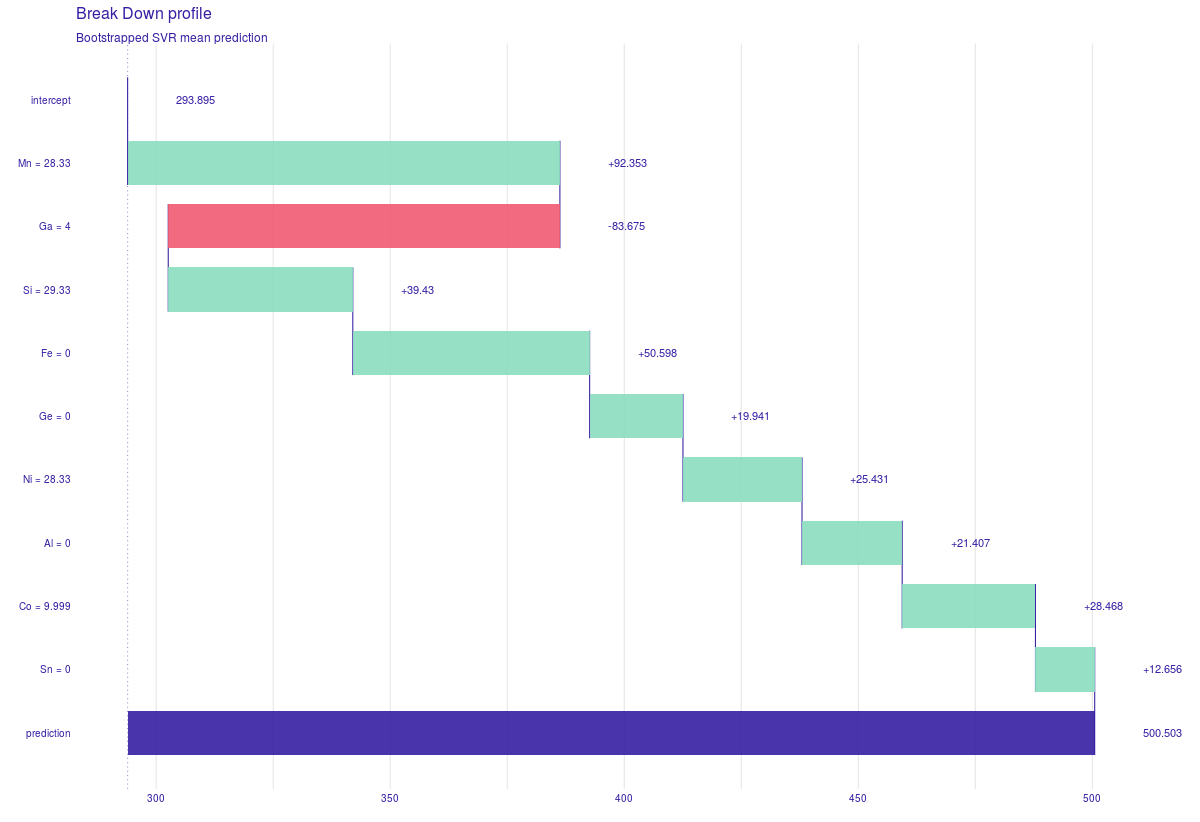 Break Down profile
Bootstrapped SVR mean prediction
intercept 293.895
Mn = 28.33 +92.353
Ga = 4 -83.675
Si = 29.33 +39.43
Fe = 0 +50.598
Ge = 0 +19.941
Ni = 28.33 +25.431
Al = 0 +21.407
Co = 9.999 +28.468
Sn = 0 +12.656
prediction 500.503
300 350 400 450 500